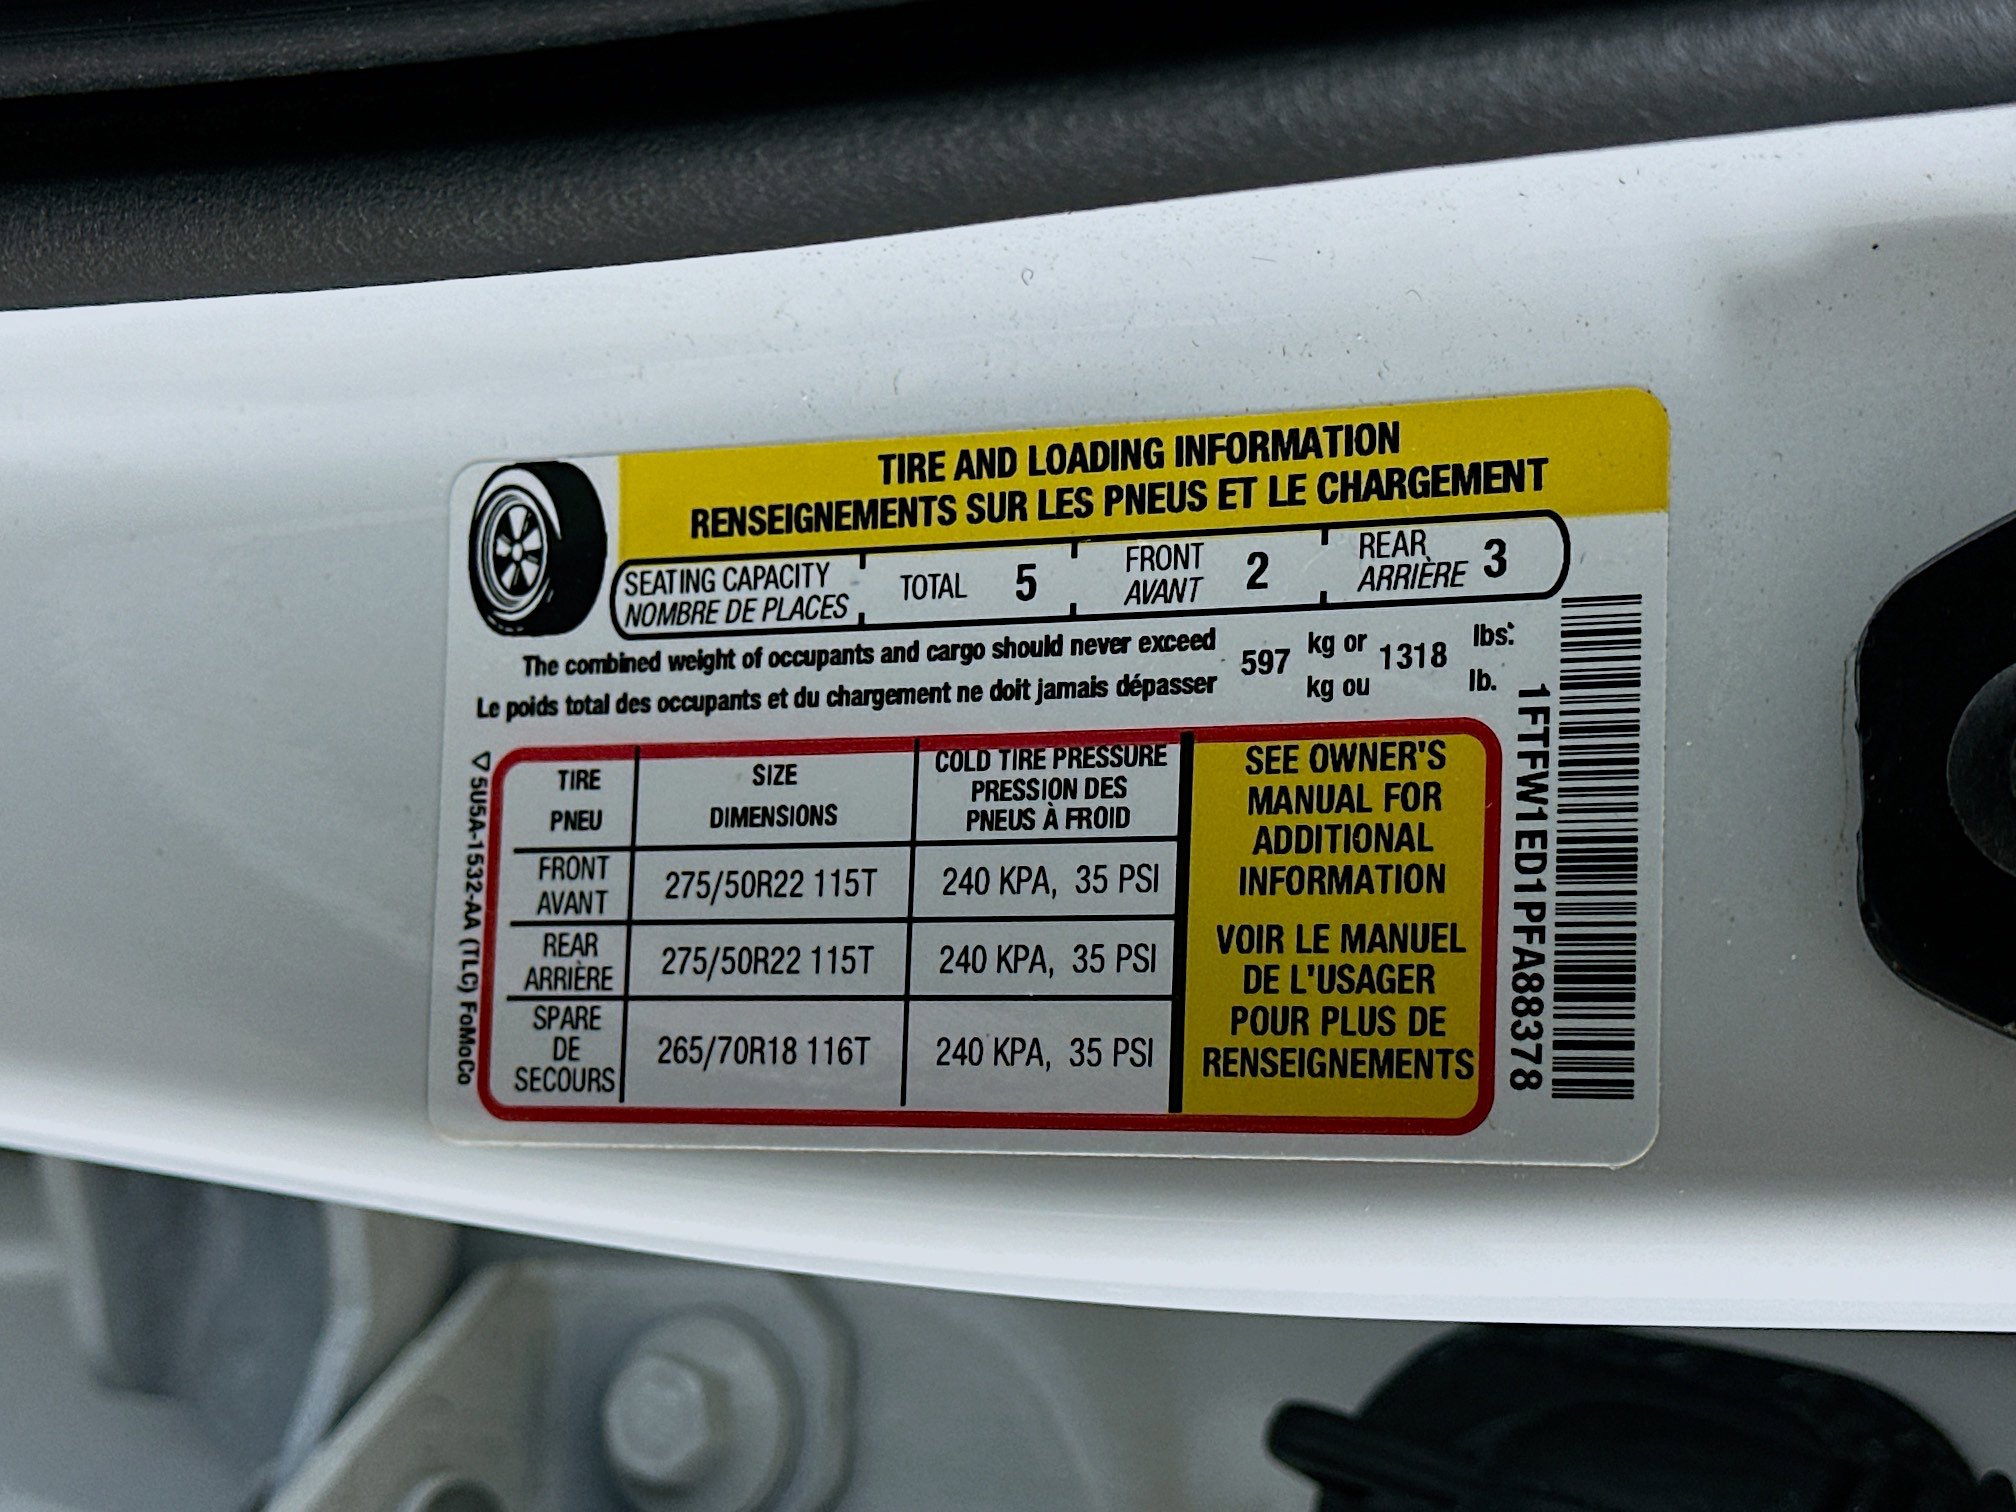 TIRE AND LOADING INFORMATION
RENSEIGNEMENTS SUR LES PNEUS ET LE CHARGEMENT
SEATING CAPACITY TOTAL 5 FRONT 2 REAR 3
NOMBRE DE PLACES AVANT ARRIÈRE
The combined weight of occupants and cargo should never exceed 597 kg or 1318 lbs.
Le poids total des occupants et du chargement ne doit jamais dépasser kg ou lb.
TIRE SIZE COLD TIRE PRESSURE
PNEU DIMENSIONS PRESSION DES
PNEUS À FROID
FRONT
AVANT 275/50R22 115T 240 KPA, 35 PSI
REAR
ARRIÈRE 275/50R22 115T 240 KPA, 35 PSI
SPARE
DE
SECOURS 265/70R18 116T 240 KPA, 35 PSI
SEE OWNER'S
MANUAL FOR
ADDITIONAL
INFORMATION
VOIR LE MANUEL
DE L'USAGER
POUR PLUS DE
RENSEIGNEMENTS
5U5A-1532-AA (TLC) FoMoCo
1FTFW1ED1PFA88378